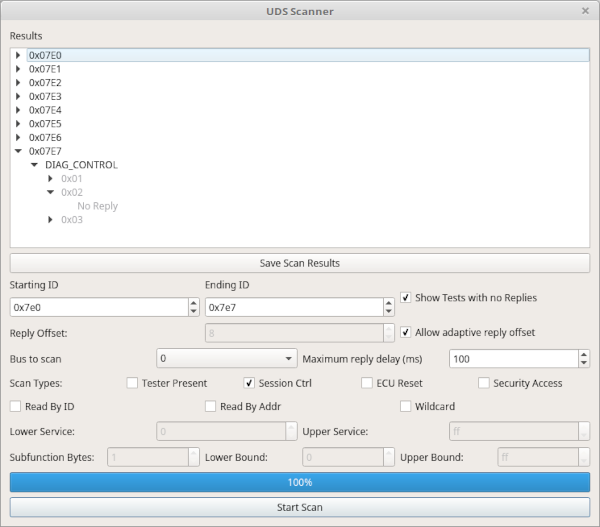 UDS Scanner
Results
0x07E0
0x07E1
0x07E2
0x07E3
0x07E4
0x07E5
0x07E6
0x07E7
DIAG_CONTROL
0x01
0x02
No Reply
0x03
Save Scan Results
Starting ID Ending ID
0x7e0 0x7e7 Show Tests with no Replies
Reply Offset: 8 Allow adaptive reply offset
Bus to scan 0 Maximum reply delay (ms) 100
Scan Types: Tester Present Session Ctrl ECU Reset Security Access
Read By ID Read By Addr Wildcard
Lower Service: 0 Upper Service: ff
Subfunction Bytes: 1 Lower Bound: 0 Upper Bound: ff
100%
Start Scan